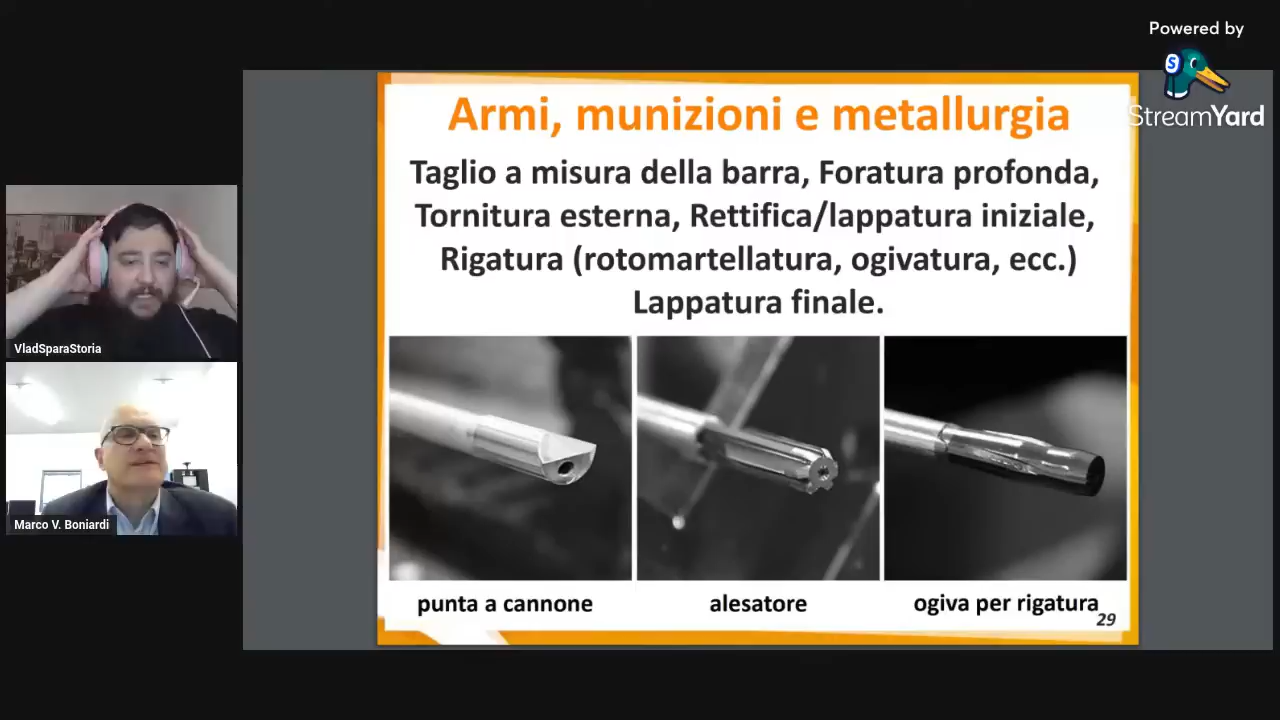 Powered by
StreamYard
Armi, munizioni e metallurgia
Taglio a misura della barra, Foratura profonda,
Tornitura esterna, Rettifica/lappatura iniziale,
Rigatura (rotomartellatura, ogivatura, ecc.)
Lappatura finale.
VladSparaStoria
Marco V. Boniardi
punta a cannone
alesatore
ogiva per rigatura
29